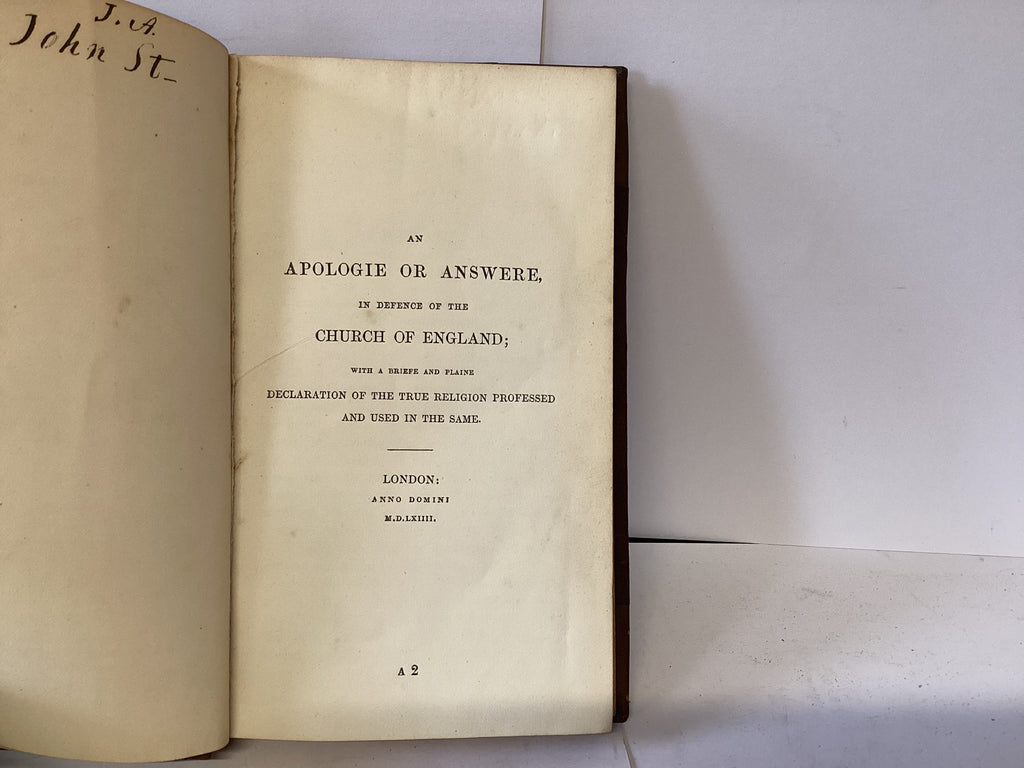 J. A.
John St-
AN
APOLOGIE OR ANSWERE,
IN DEFENCE OF THE
CHURCH OF ENGLAND;
WITH A BRIEFE AND PLAINE
DECLARATION OF THE TRUE RELIGION PROFESSED
AND USED IN THE SAME.
LONDON:
ANNO DOMINI
M.D.LXIIII.
A 2